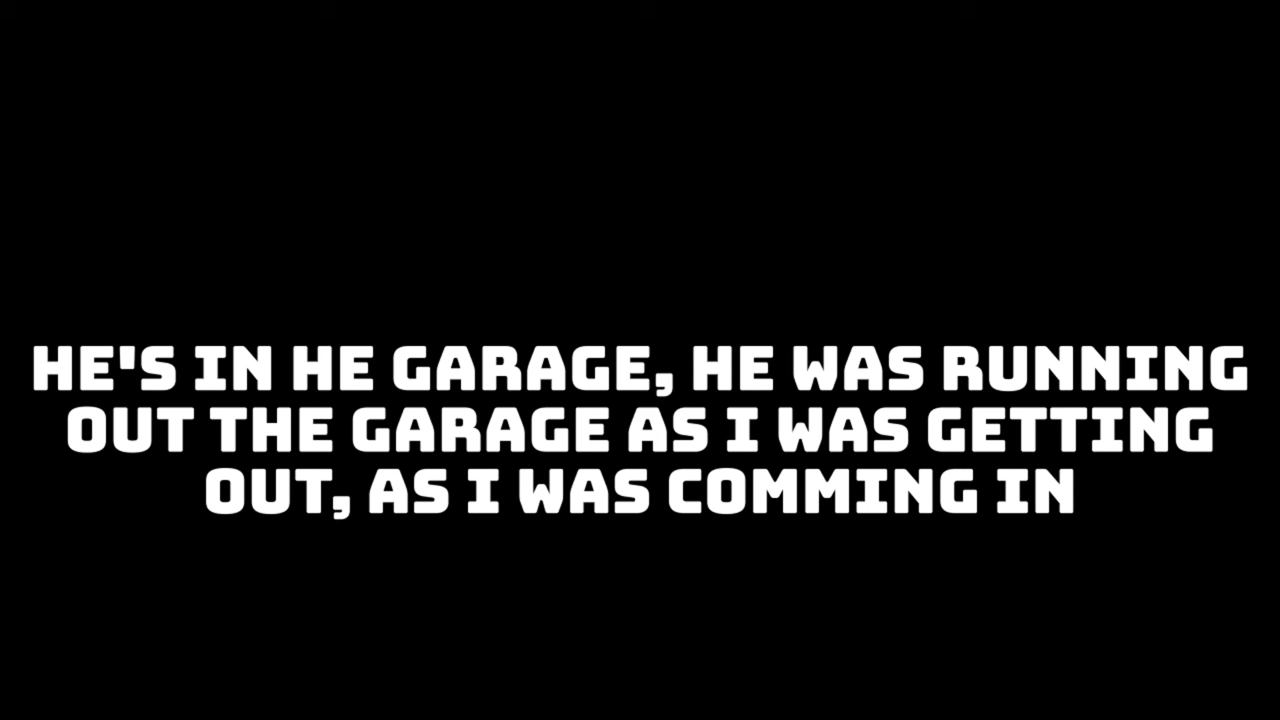 HE'S IN HE GARAGE, HE WAS RUNNING
OUT THE GARAGE AS I WAS GETTING
OUT, AS I WAS COMMING IN